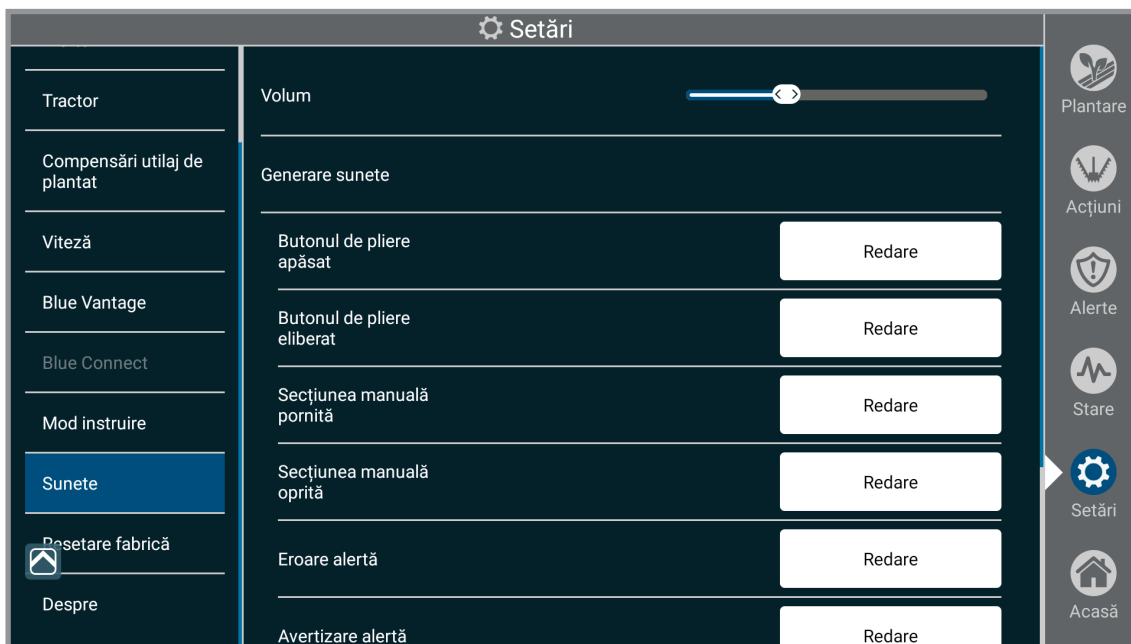 Setări
Tractor
Compensări utilaj de
plantat
Viteză
Blue Vantage
Blue Connect
Mod instruire
Sunete
Resetare fabrică
Despre
Volum
Generare sunete
Butonul de pliere
apăsat
Redare
Butonul de pliere
eliberat
Redare
Secțiunea manuală
pornită
Redare
Secțiunea manuală
oprită
Redare
Eroare alertă
Redare
Avertizare alertă
Redare
Plantare
Acțiuni
Alerte
Stare
Setări
Acasă